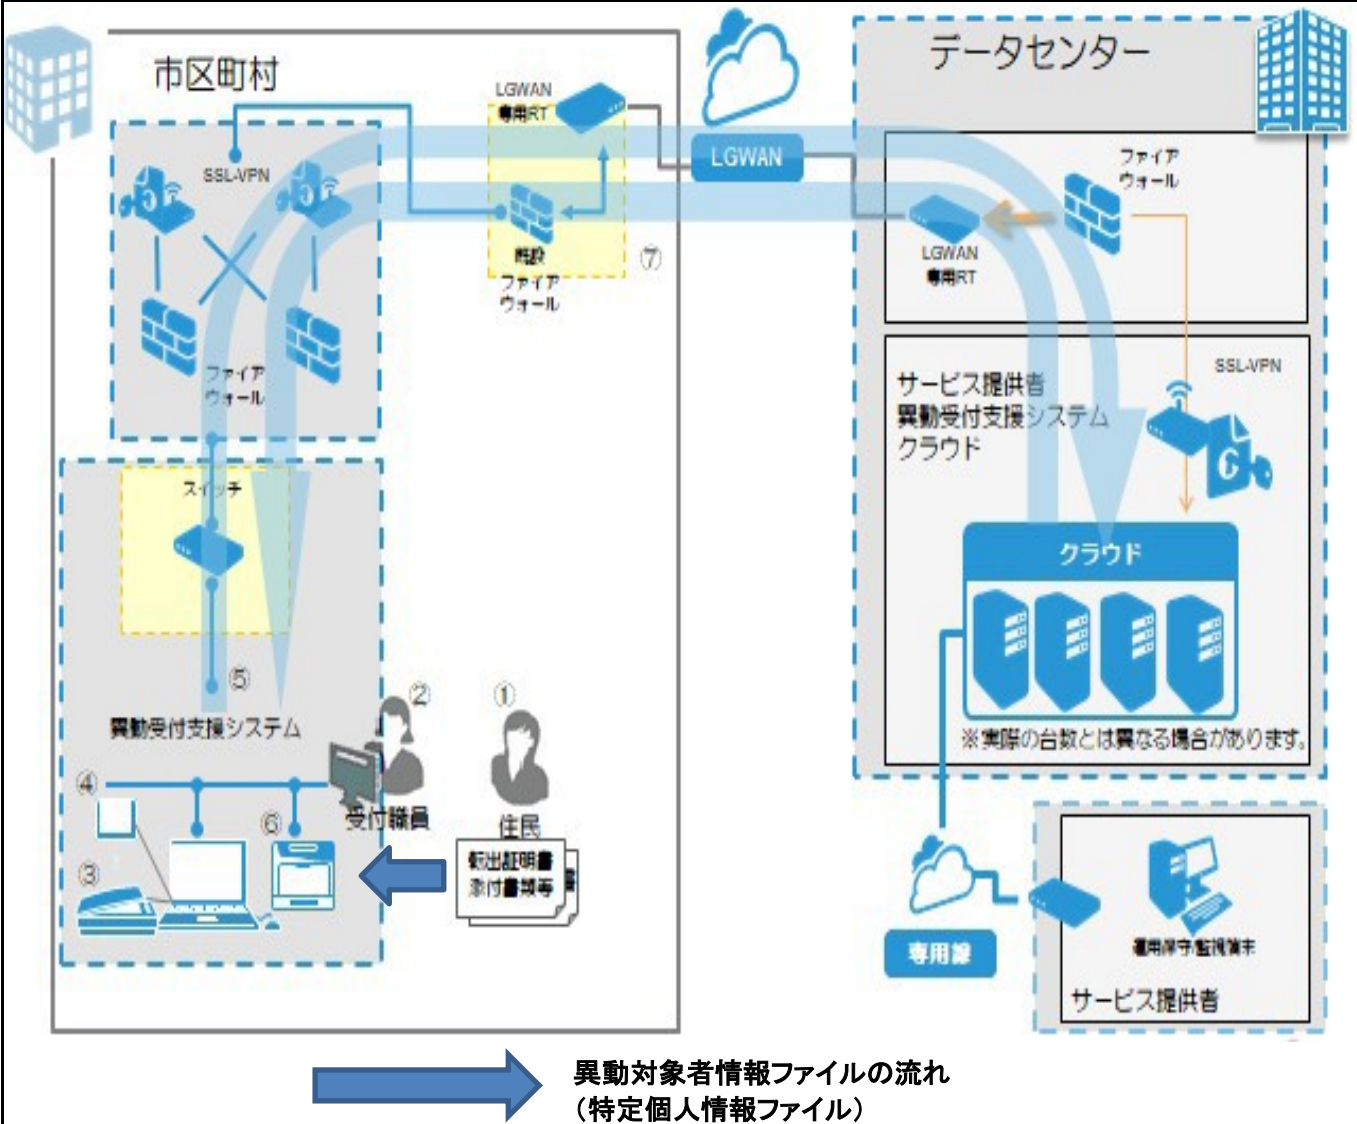 市区町村
LGWAN
専用RT
SSL-VPN
既設
ファイア
ウォール
⑦
ファイア
ウォール
スイッチ
⑤
異動受付支援システム
②
①
受付職員
住民
④
⑥
③
転出証明書
添付書類等
LGWAN
データセンター
ファイア
ウォール
LGWAN
専用RT
サービス提供者
異動受付支援システム
クラウド
SSL-VPN
クラウド
※実際の台数とは異なる場合があります。
専用線
運用保守/監視端末
サービス提供者
異動対象者情報ファイルの流れ
（特定個人情報ファイル）